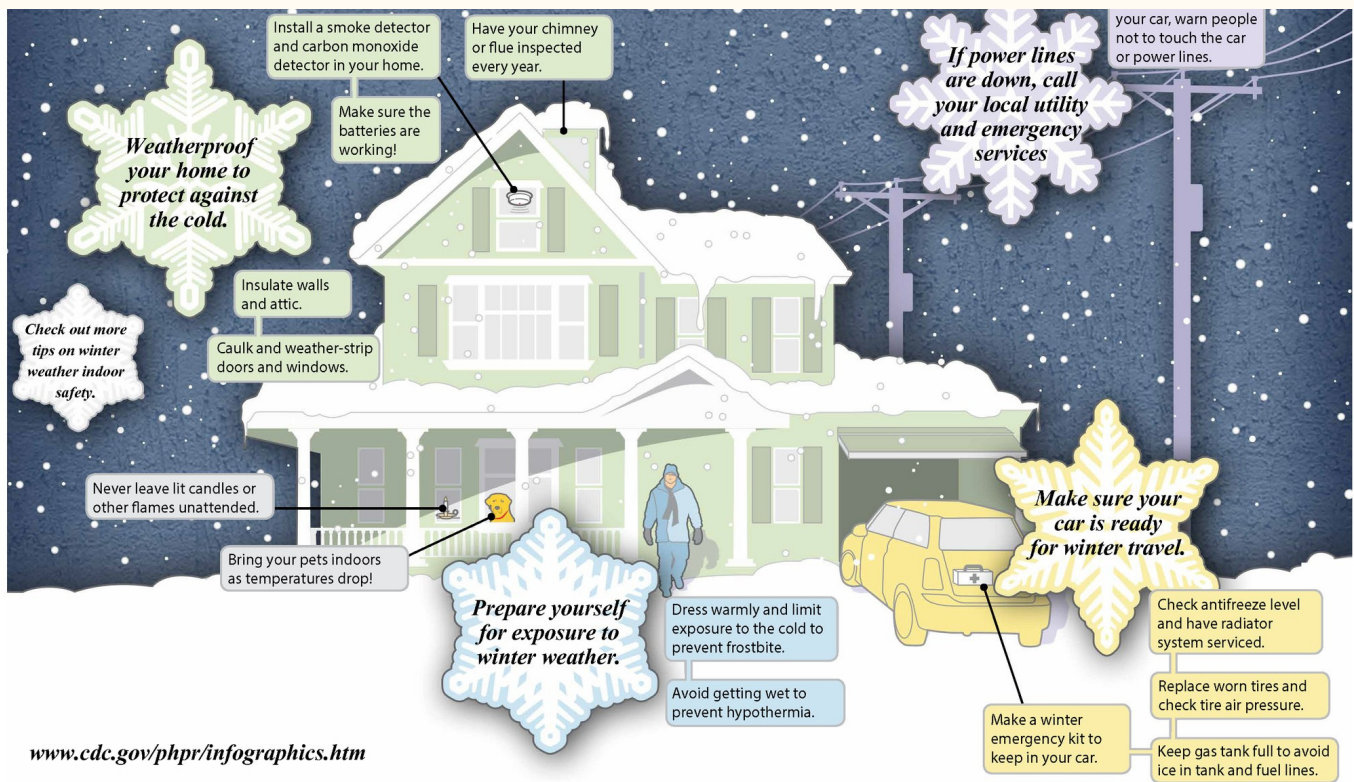 Install a smoke detector
and carbon monoxide
detector in your home.
Make sure the
batteries are
working!
Have your chimney
or flue inspected
every year.
your car, warn people
not to touch the car
or power lines.
If power lines
are down, call
your local utility
and emergency
services
Weatherproof
your home to
protect against
the cold.
Insulate walls
and attic.
Caulk and weather-strip
doors and windows.
Check out more
tips on winter
weather indoor
safety.
Never leave lit candles or
other flames unattended.
Bring your pets indoors
as temperatures drop!
Prepare yourself
for exposure to
winter weather.
Dress warmly and limit
exposure to the cold to
prevent frostbite.
Avoid getting wet to
prevent hypothermia.
Make sure your
car is ready
for winter travel.
Check antifreeze level
and have radiator
system serviced.
Replace worn tires and
check tire air pressure.
Keep gas tank full to avoid
ice in tank and fuel lines.
Make a winter
emergency kit to
keep in your car.
www.cdc.gov/phpr/infographics.htm